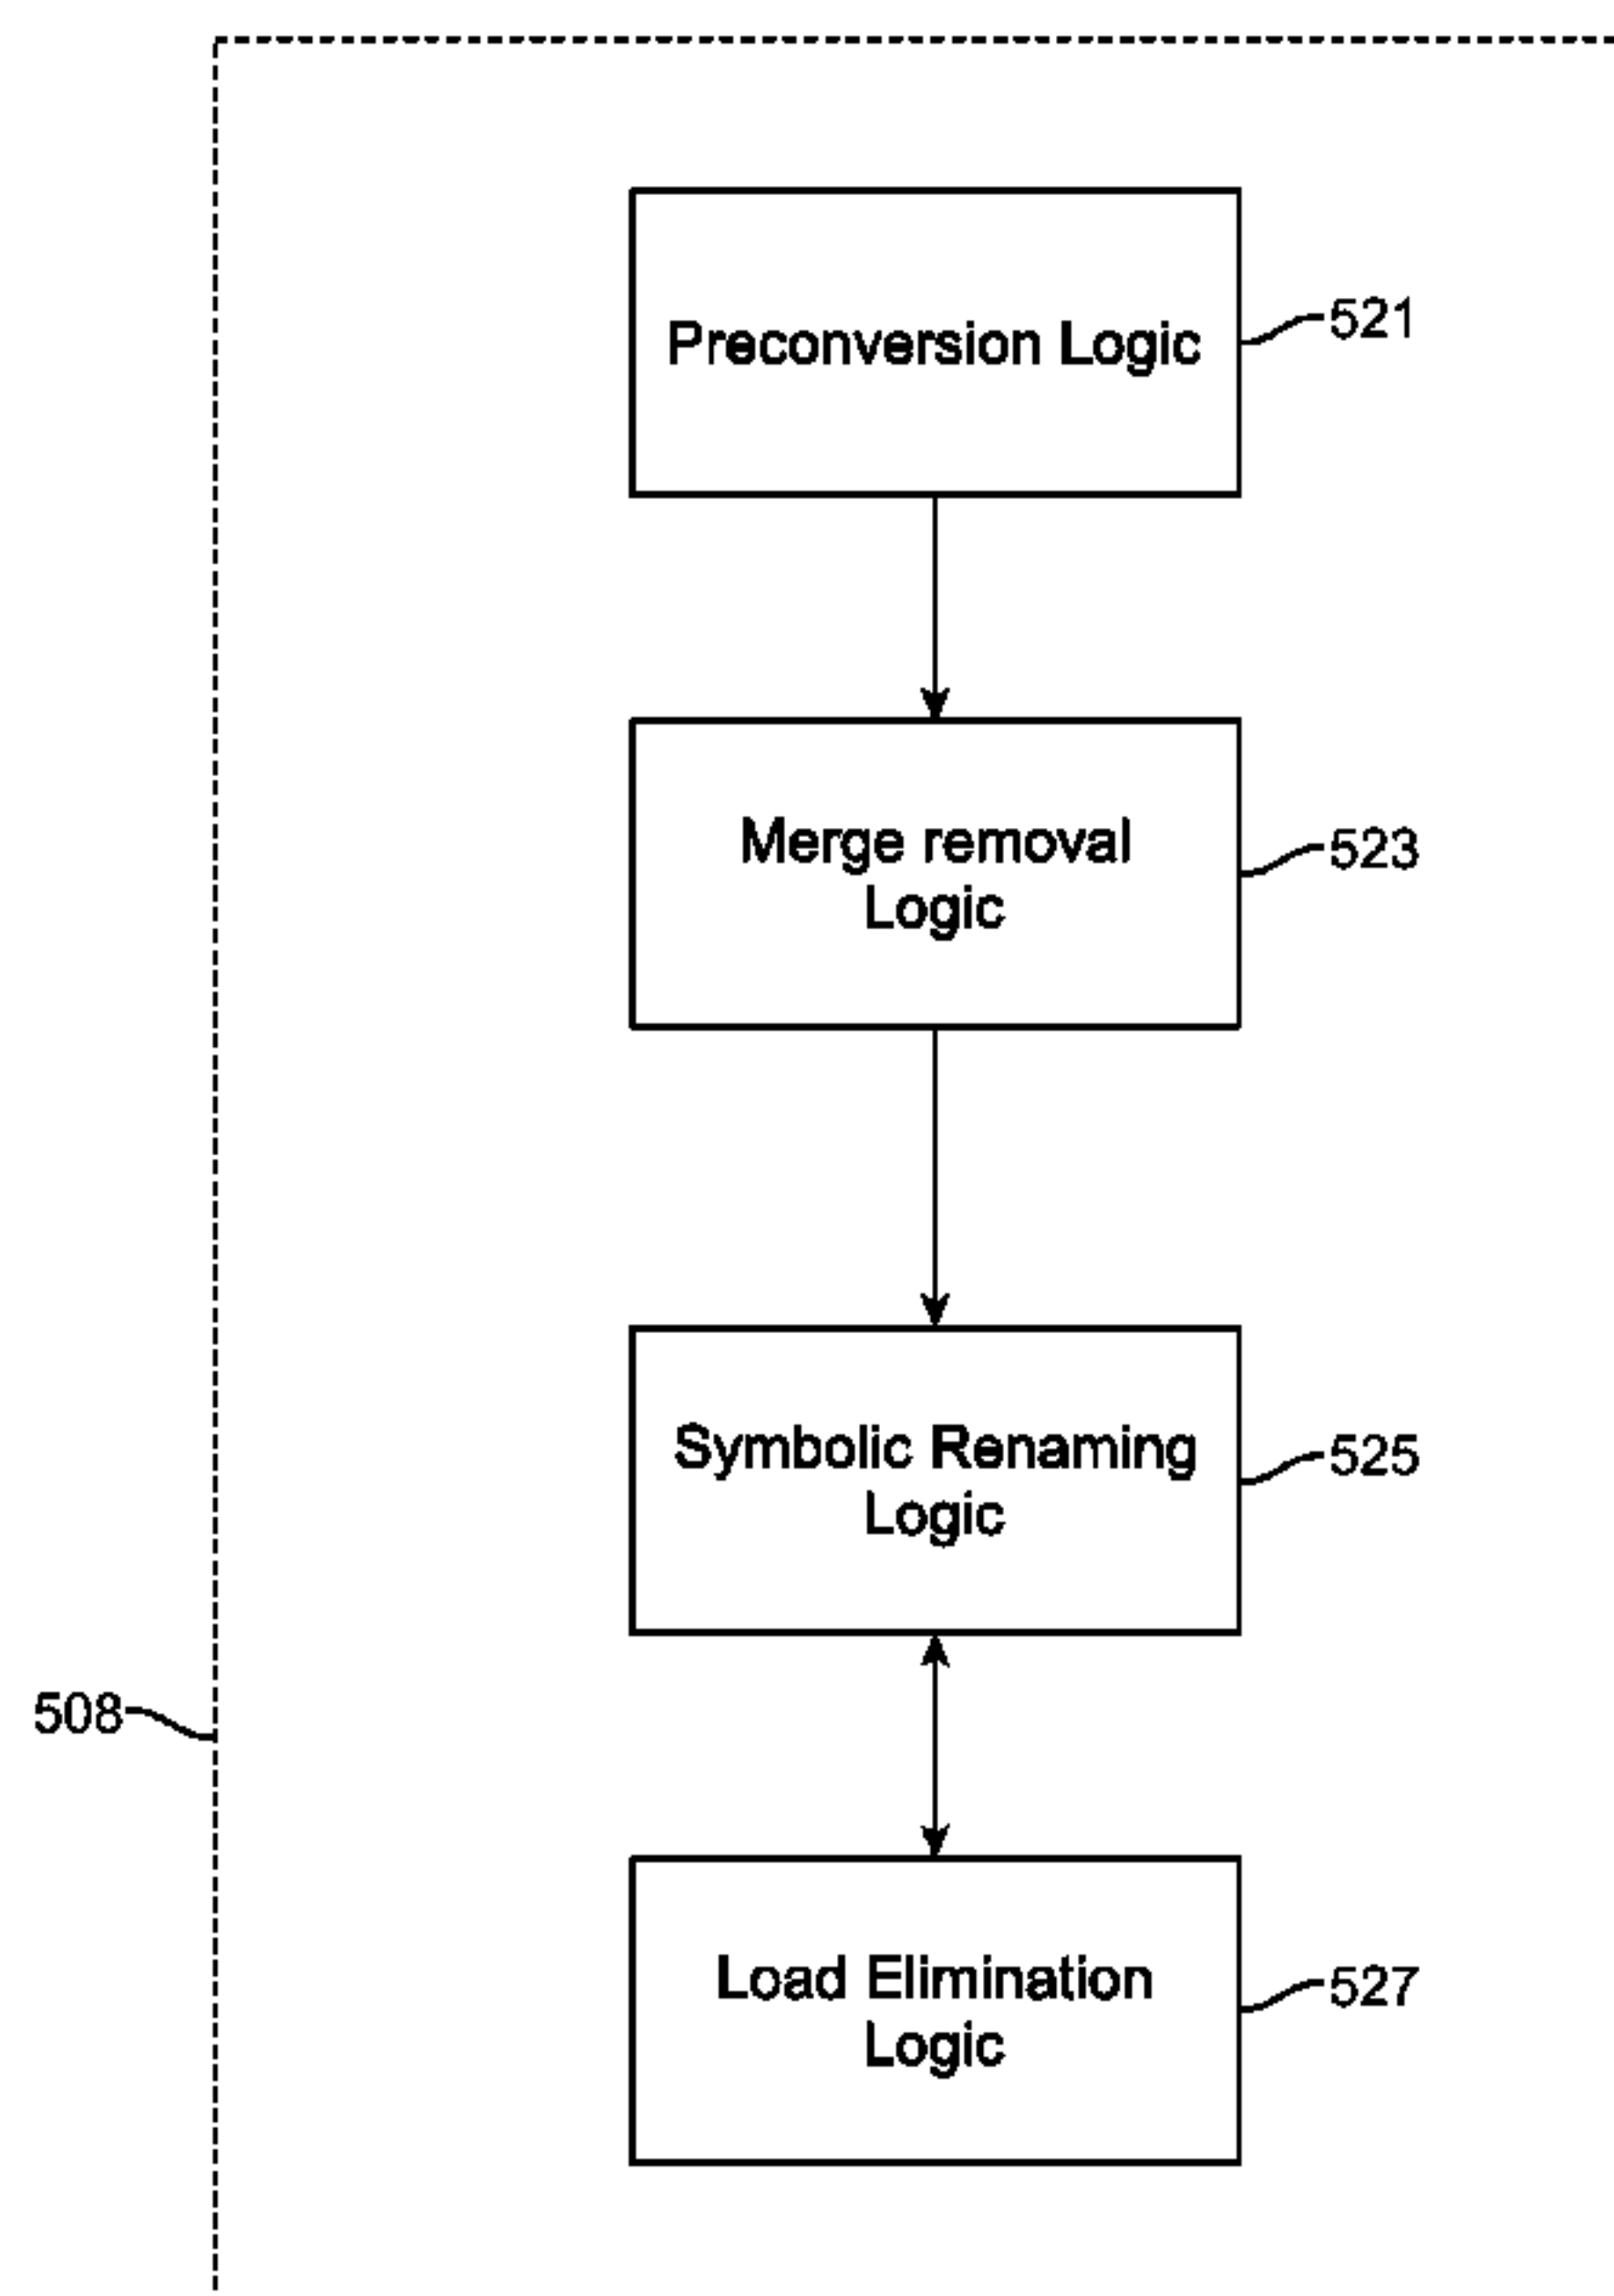 Preconversion Logic
521
Merge removal
Logic
523
Symbolic Renaming
Logic
525
508
Load Elimination
Logic
527